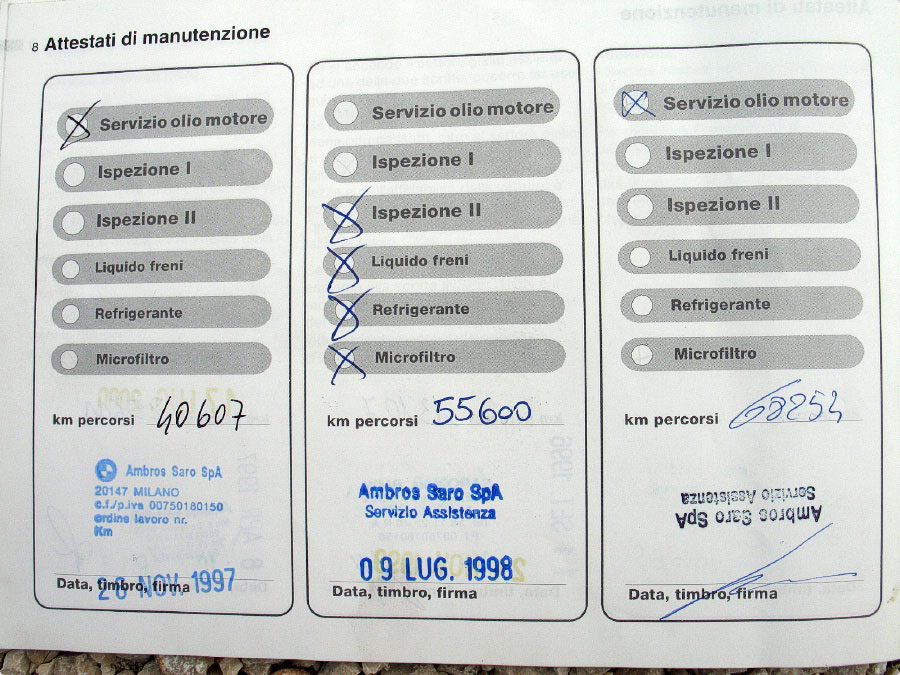 8 Attestati di manutenzione
Servizio olio motore
Ispezione I
Ispezione II
Liquido freni
Refrigerante
Microfiltro
km percorsi 40607
Ambros Saro SpA
20147 MILANO
c.f./p.iva 00750180150
ordine lavoro nr.
Km
26 NOV. 1997
Data, timbro, firma
Servizio olio motore
Ispezione I
Ispezione II
Liquido freni
Refrigerante
Microfiltro
km percorsi 55600
Ambros Saro SpA
Servizio Assistenza
09 LUG. 1998
Data, timbro, firma
Servizio olio motore
Ispezione I
Ispezione II
Liquido freni
Refrigerante
Microfiltro
km percorsi 68254
Ambros Saro SpA
Servizio Assistenza
Data, timbro, firma